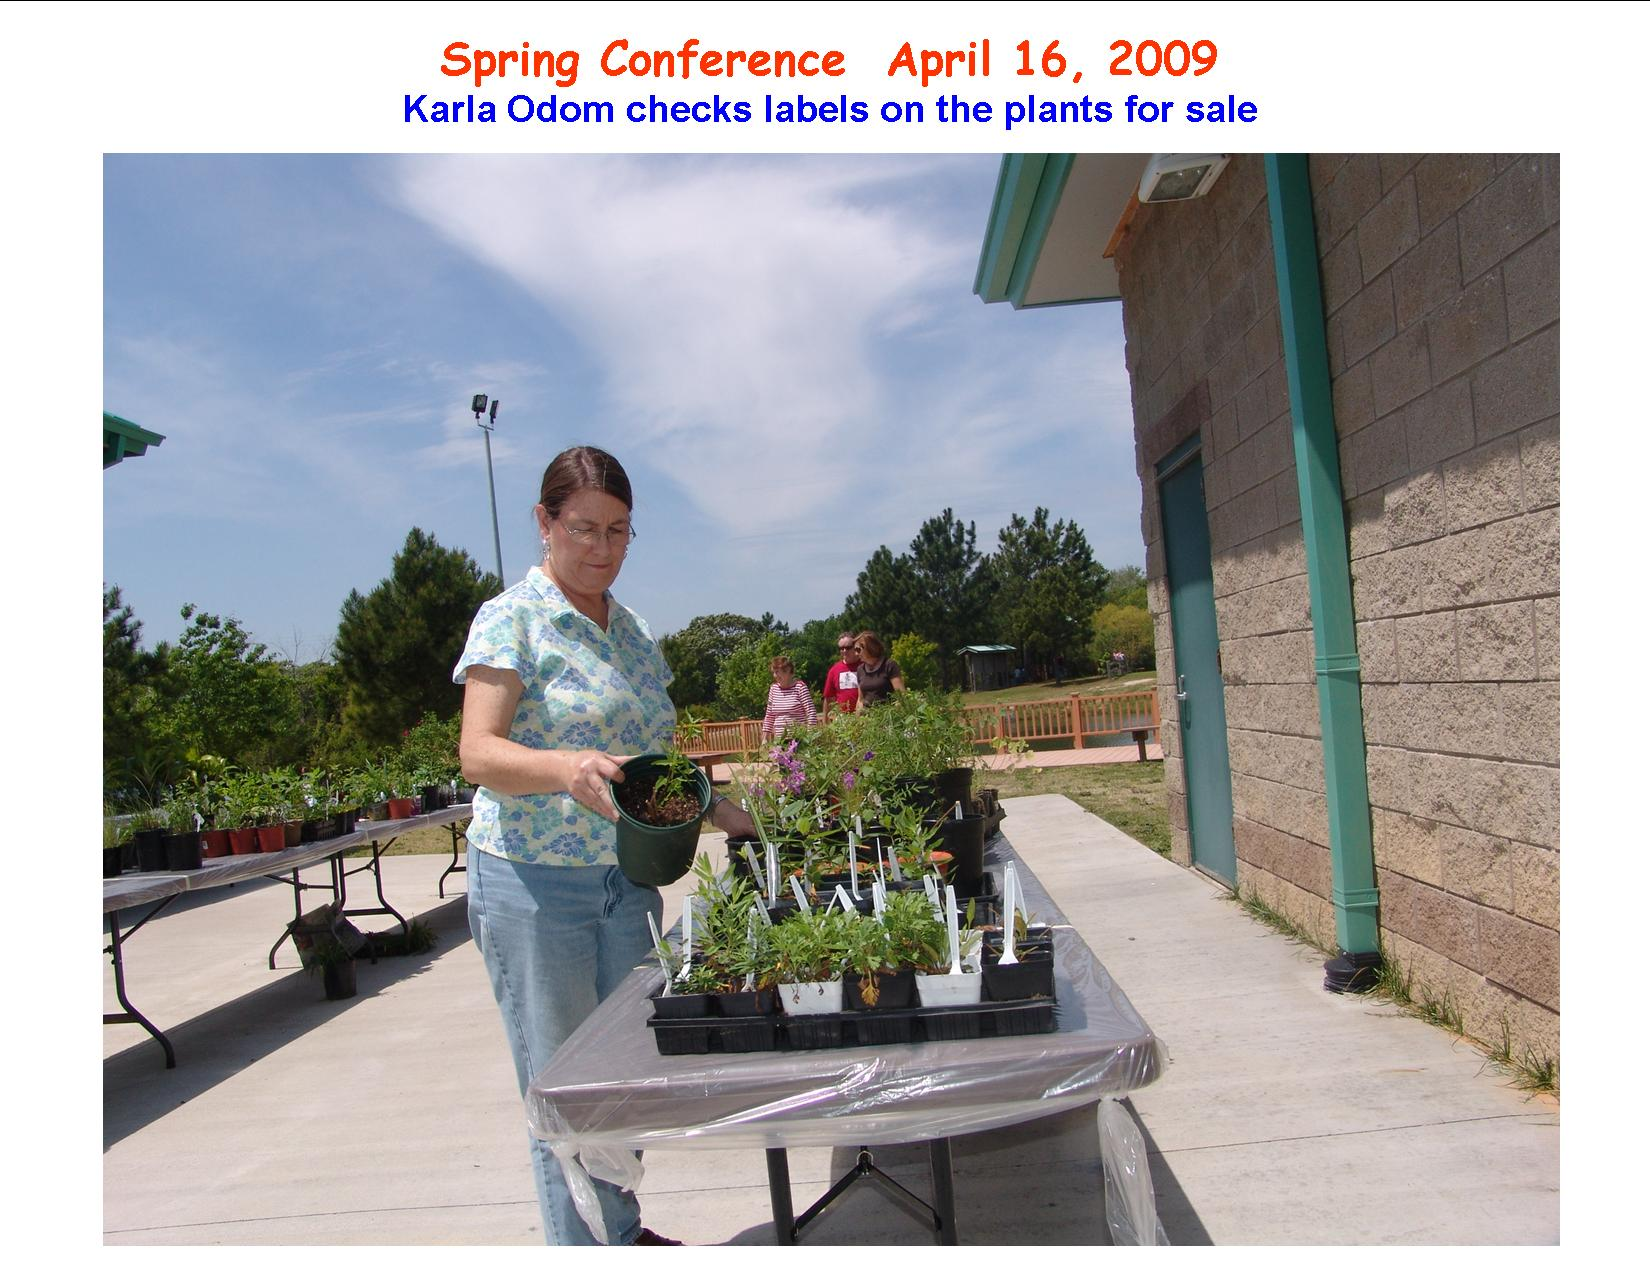 Spring Conference April 16, 2009
Karla Odom checks labels on the plants for sale